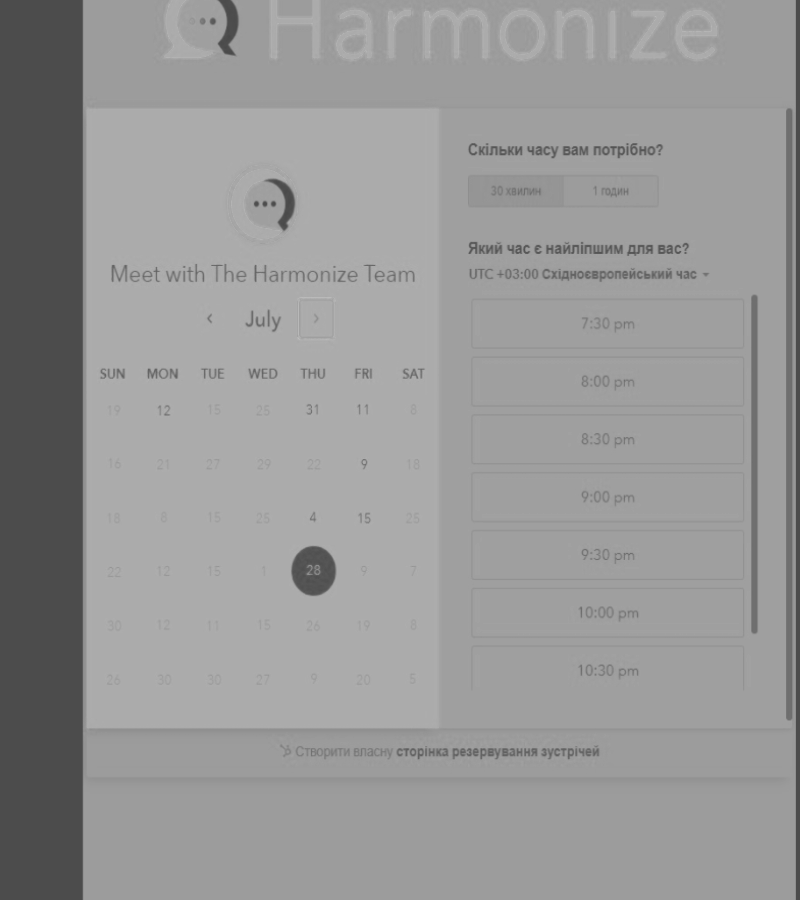 Harmonize
Meet with The Harmonize Team
July
SUN MON TUE WED THU FRI SAT
19 12 15 25 31 11 8
16 21 27 29 22 9 18
18 8 15 25 4 15 25
22 12 15 1 28 9 7
30 12 11 15 26 19 8
26 30 30 27 9 20 5
Скільки часу вам потрібно?
30 хвилин 1 годин
Який час є найліпшим для вас?
UTC +03:00 Східноєвропейський час
7:30 pm
8:00 pm
8:30 pm
9:00 pm
9:30 pm
10:00 pm
10:30 pm
Створити власну сторінка резервування зустрічей